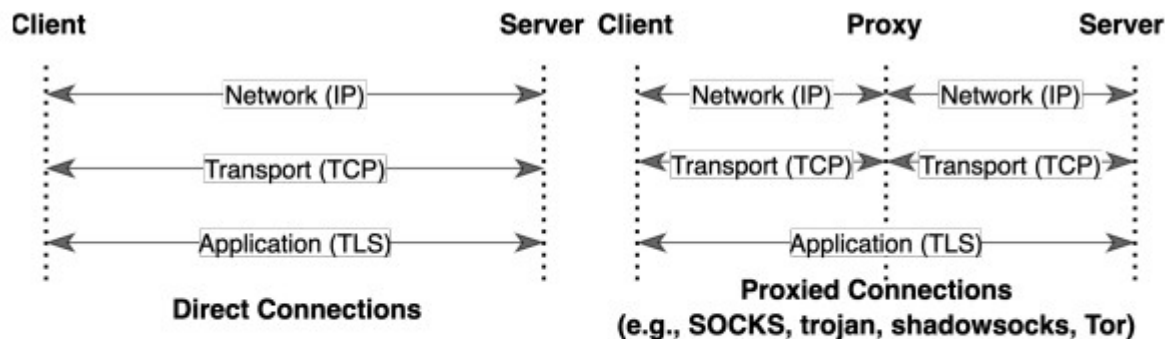 Client Server Client Proxy Server
Network (IP) Network (IP) Network (IP)
Transport (TCP) Transport (TCP) Transport (TCP)
Application (TLS) Application (TLS)
Direct Connections Proxied Connections
(e.g., SOCKS, trojan, shadowsocks, Tor)